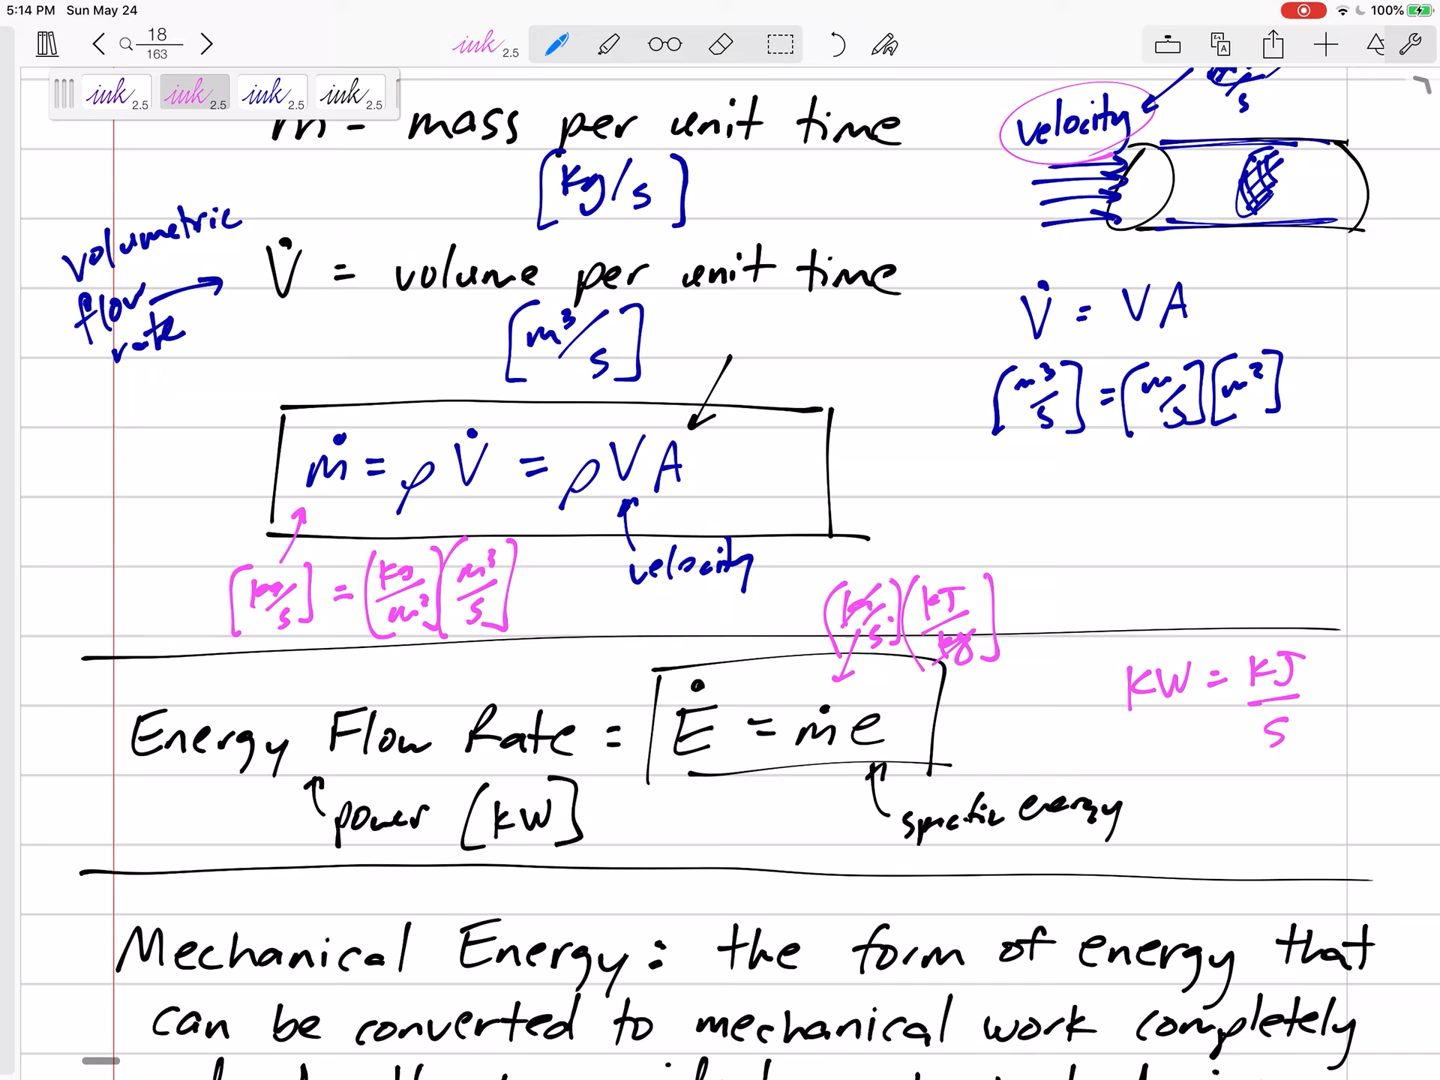 5:14 PM Sun May 24
100%
18
163
ink 2.5
ink 2.5
ink 2.5
ink 2.5
ink 2.5
ṁ = mass per unit time
[kg/s]
velocity
s
volumetric flow rate → V̇ = volume per unit time
[m³/s]
V̇ = VA
[m³/s] = [m/s][m²]
ṁ = ρV̇ = ρVA
velocity
[kg/s] = [kg/m³][m³/s]
[kg/s][kJ/kg]
Energy Flow Rate = Ė = ṁe
kW = kJ/s
power [kW]
specific energy
Mechanical Energy: the form of energy that
can be converted to mechanical work completely